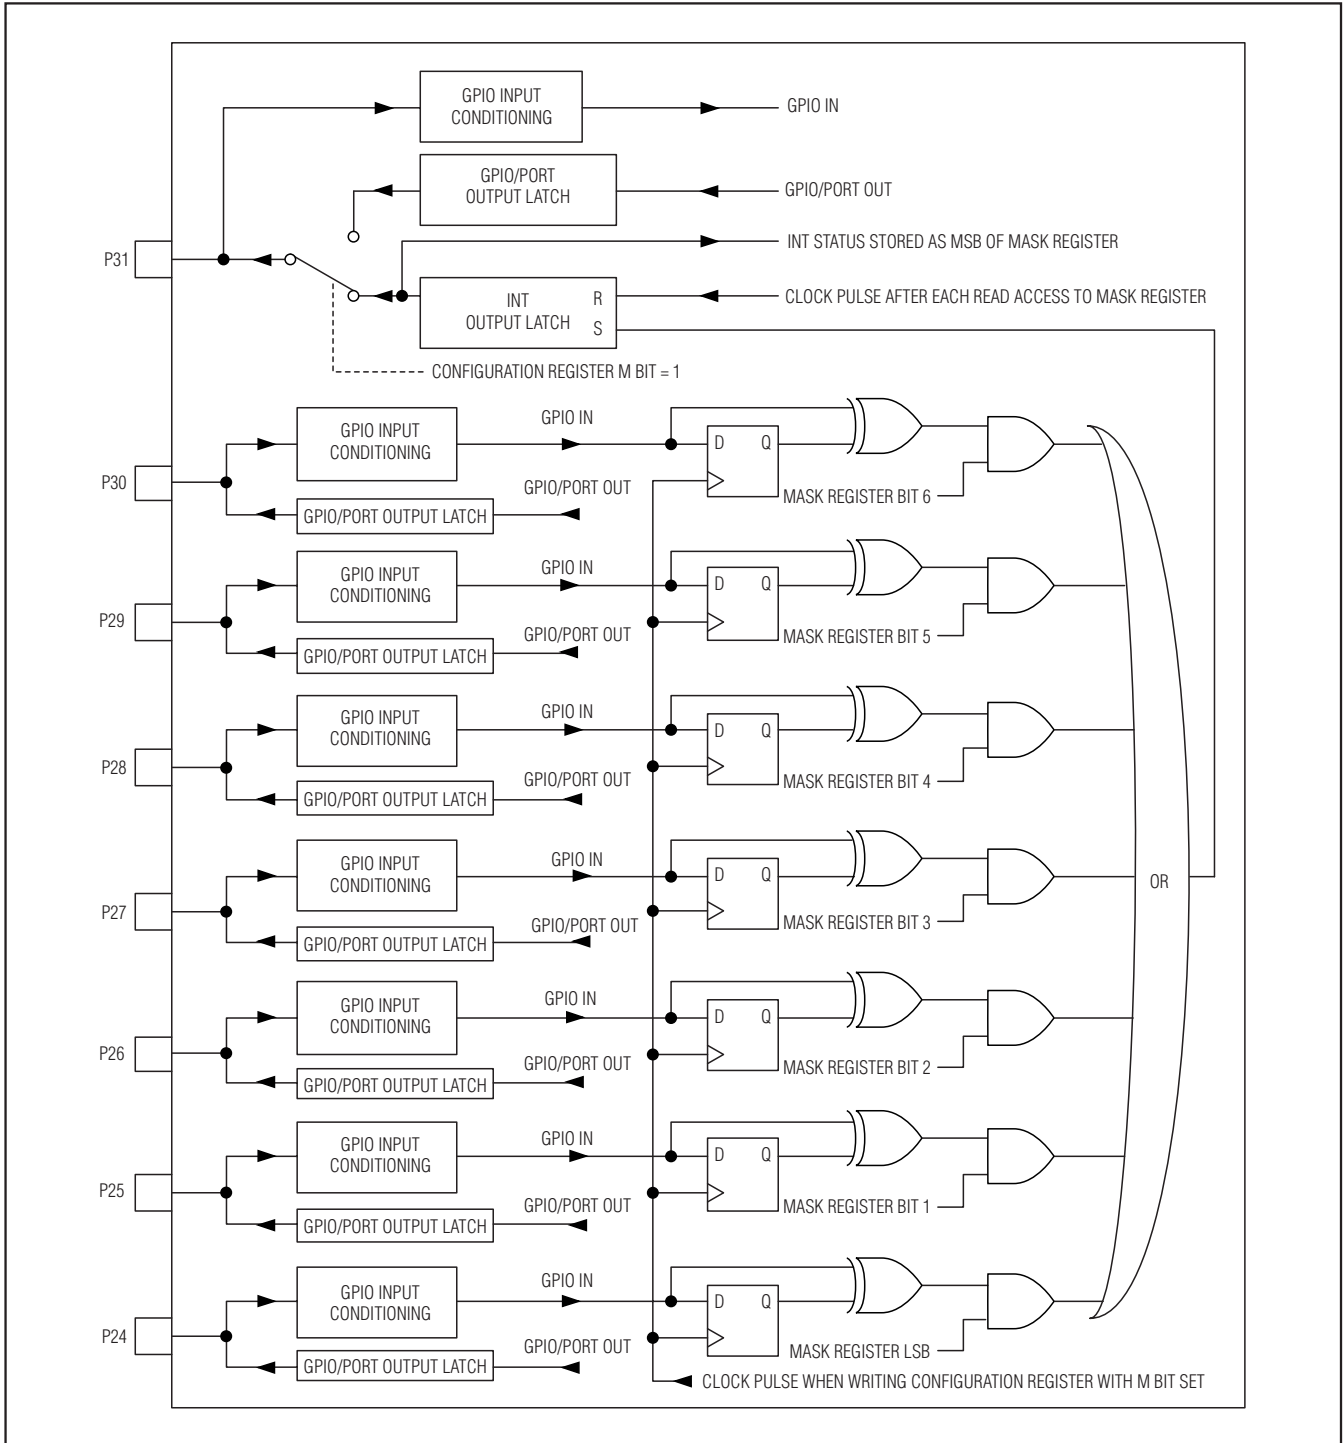 GPIO INPUT
CONDITIONING
GPIO IN
GPIO/PORT
OUTPUT LATCH
GPIO/PORT OUT
P31
INT STATUS STORED AS MSB OF MASK REGISTER
INT
OUTPUT LATCH
R
S
CLOCK PULSE AFTER EACH READ ACCESS TO MASK REGISTER
CONFIGURATION REGISTER M BIT = 1
P30
GPIO INPUT
CONDITIONING
GPIO IN
GPIO/PORT OUT
GPIO/PORT OUTPUT LATCH
D Q
MASK REGISTER BIT 6
P29
GPIO INPUT
CONDITIONING
GPIO IN
GPIO/PORT OUT
GPIO/PORT OUTPUT LATCH
D Q
MASK REGISTER BIT 5
P28
GPIO INPUT
CONDITIONING
GPIO IN
GPIO/PORT OUT
GPIO/PORT OUTPUT LATCH
D Q
MASK REGISTER BIT 4
P27
GPIO INPUT
CONDITIONING
GPIO IN
GPIO/PORT OUT
GPIO/PORT OUTPUT LATCH
D Q
MASK REGISTER BIT 3
OR
P26
GPIO INPUT
CONDITIONING
GPIO IN
GPIO/PORT OUT
GPIO/PORT OUTPUT LATCH
D Q
MASK REGISTER BIT 2
P25
GPIO INPUT
CONDITIONING
GPIO IN
GPIO/PORT OUT
GPIO/PORT OUTPUT LATCH
D Q
MASK REGISTER BIT 1
P24
GPIO INPUT
CONDITIONING
GPIO IN
GPIO/PORT OUT
GPIO/PORT OUTPUT LATCH
D Q
MASK REGISTER LSB
CLOCK PULSE WHEN WRITING CONFIGURATION REGISTER WITH M BIT SET